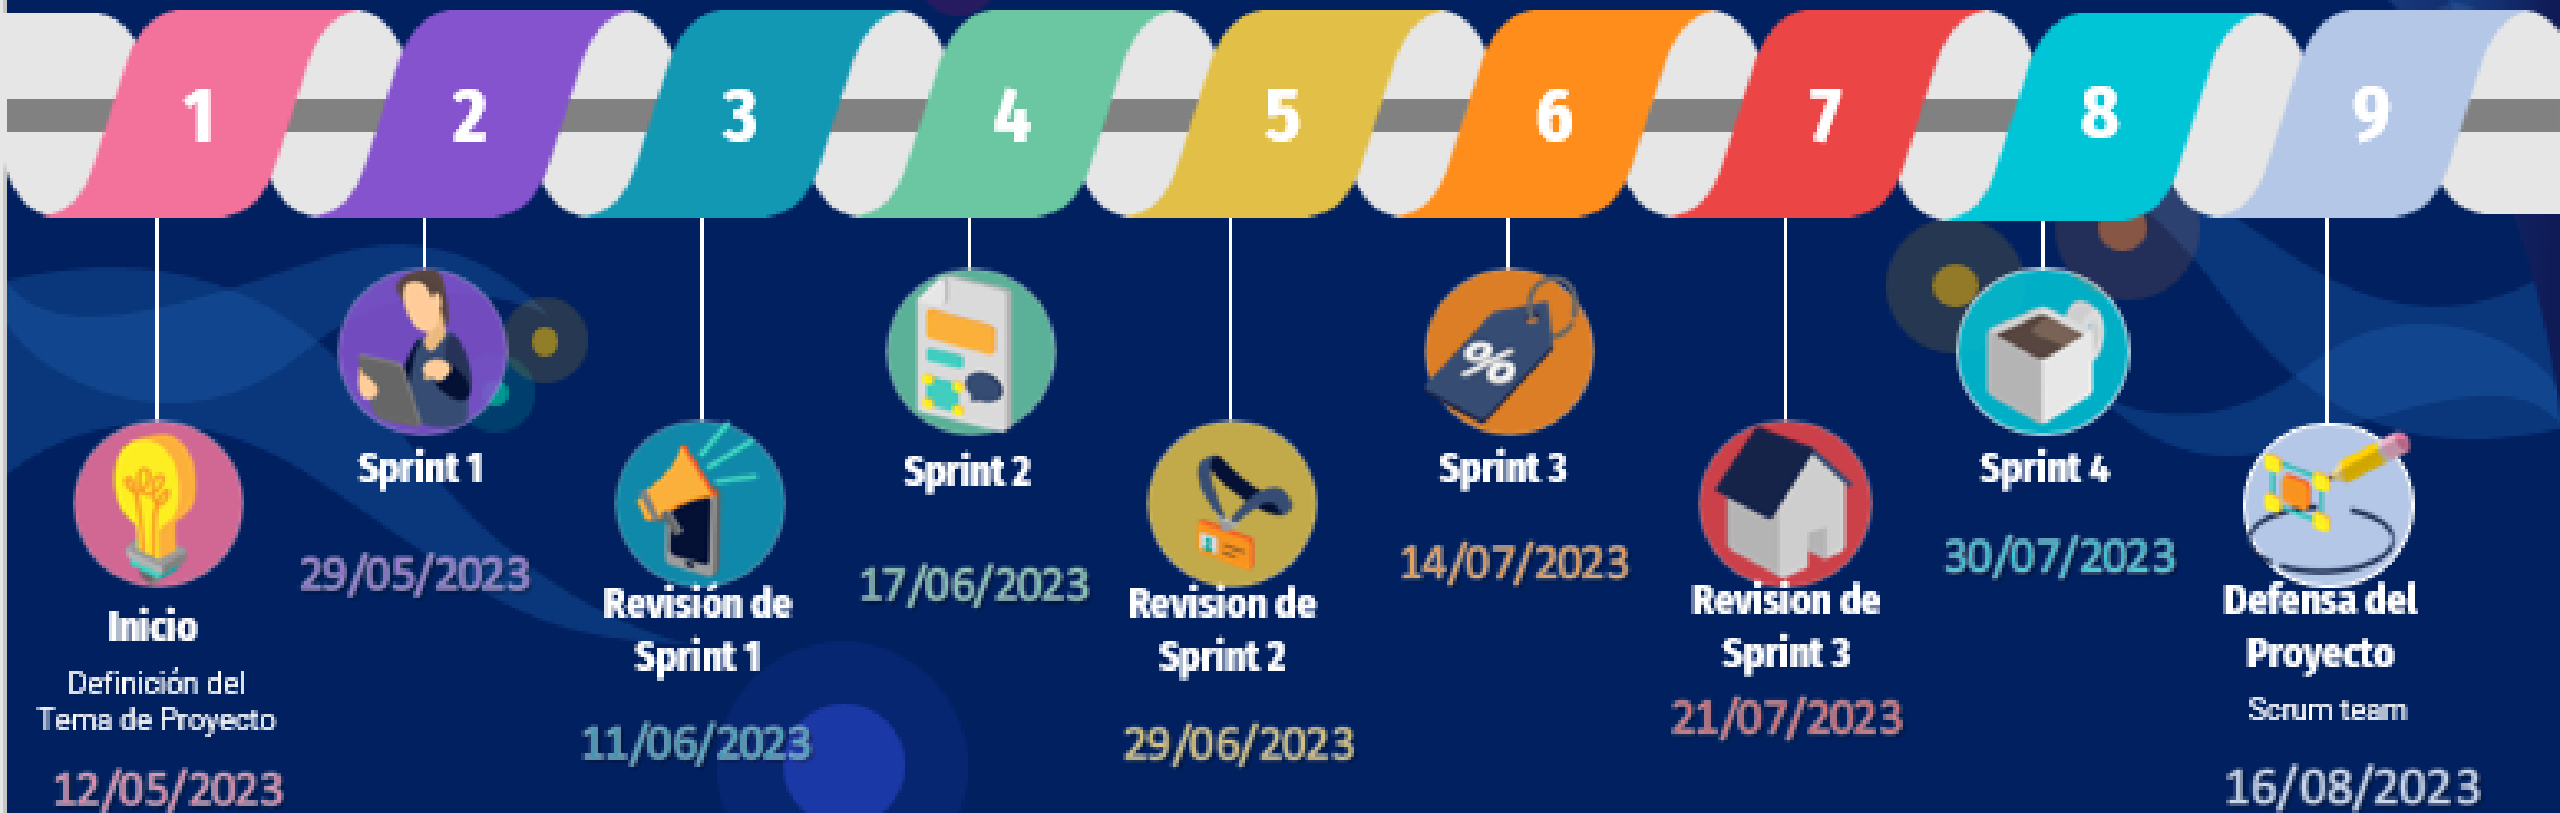 1
2
3
4
5
6
7
8
9
Inicio
Definición del
Tema de Proyecto
12/05/2023
Sprint 1
29/05/2023
Revisión de
Sprint 1
11/06/2023
Sprint 2
17/06/2023
Revision de
Sprint 2
29/06/2023
%
Sprint 3
14/07/2023
Revision de
Sprint 3
21/07/2023
Sprint 4
30/07/2023
Defensa del
Proyecto
Scrum team
16/08/2023